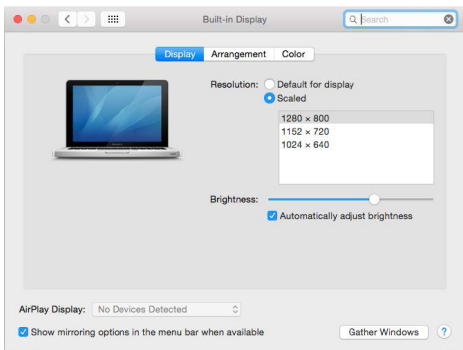 Built-in Display
Search
Display Arrangement Color
Resolution: Default for display
Scaled
1280 × 800
1152 × 720
1024 × 640
Brightness:
Automatically adjust brightness
AirPlay Display: No Devices Detected
Show mirroring options in the menu bar when available
Gather Windows ?